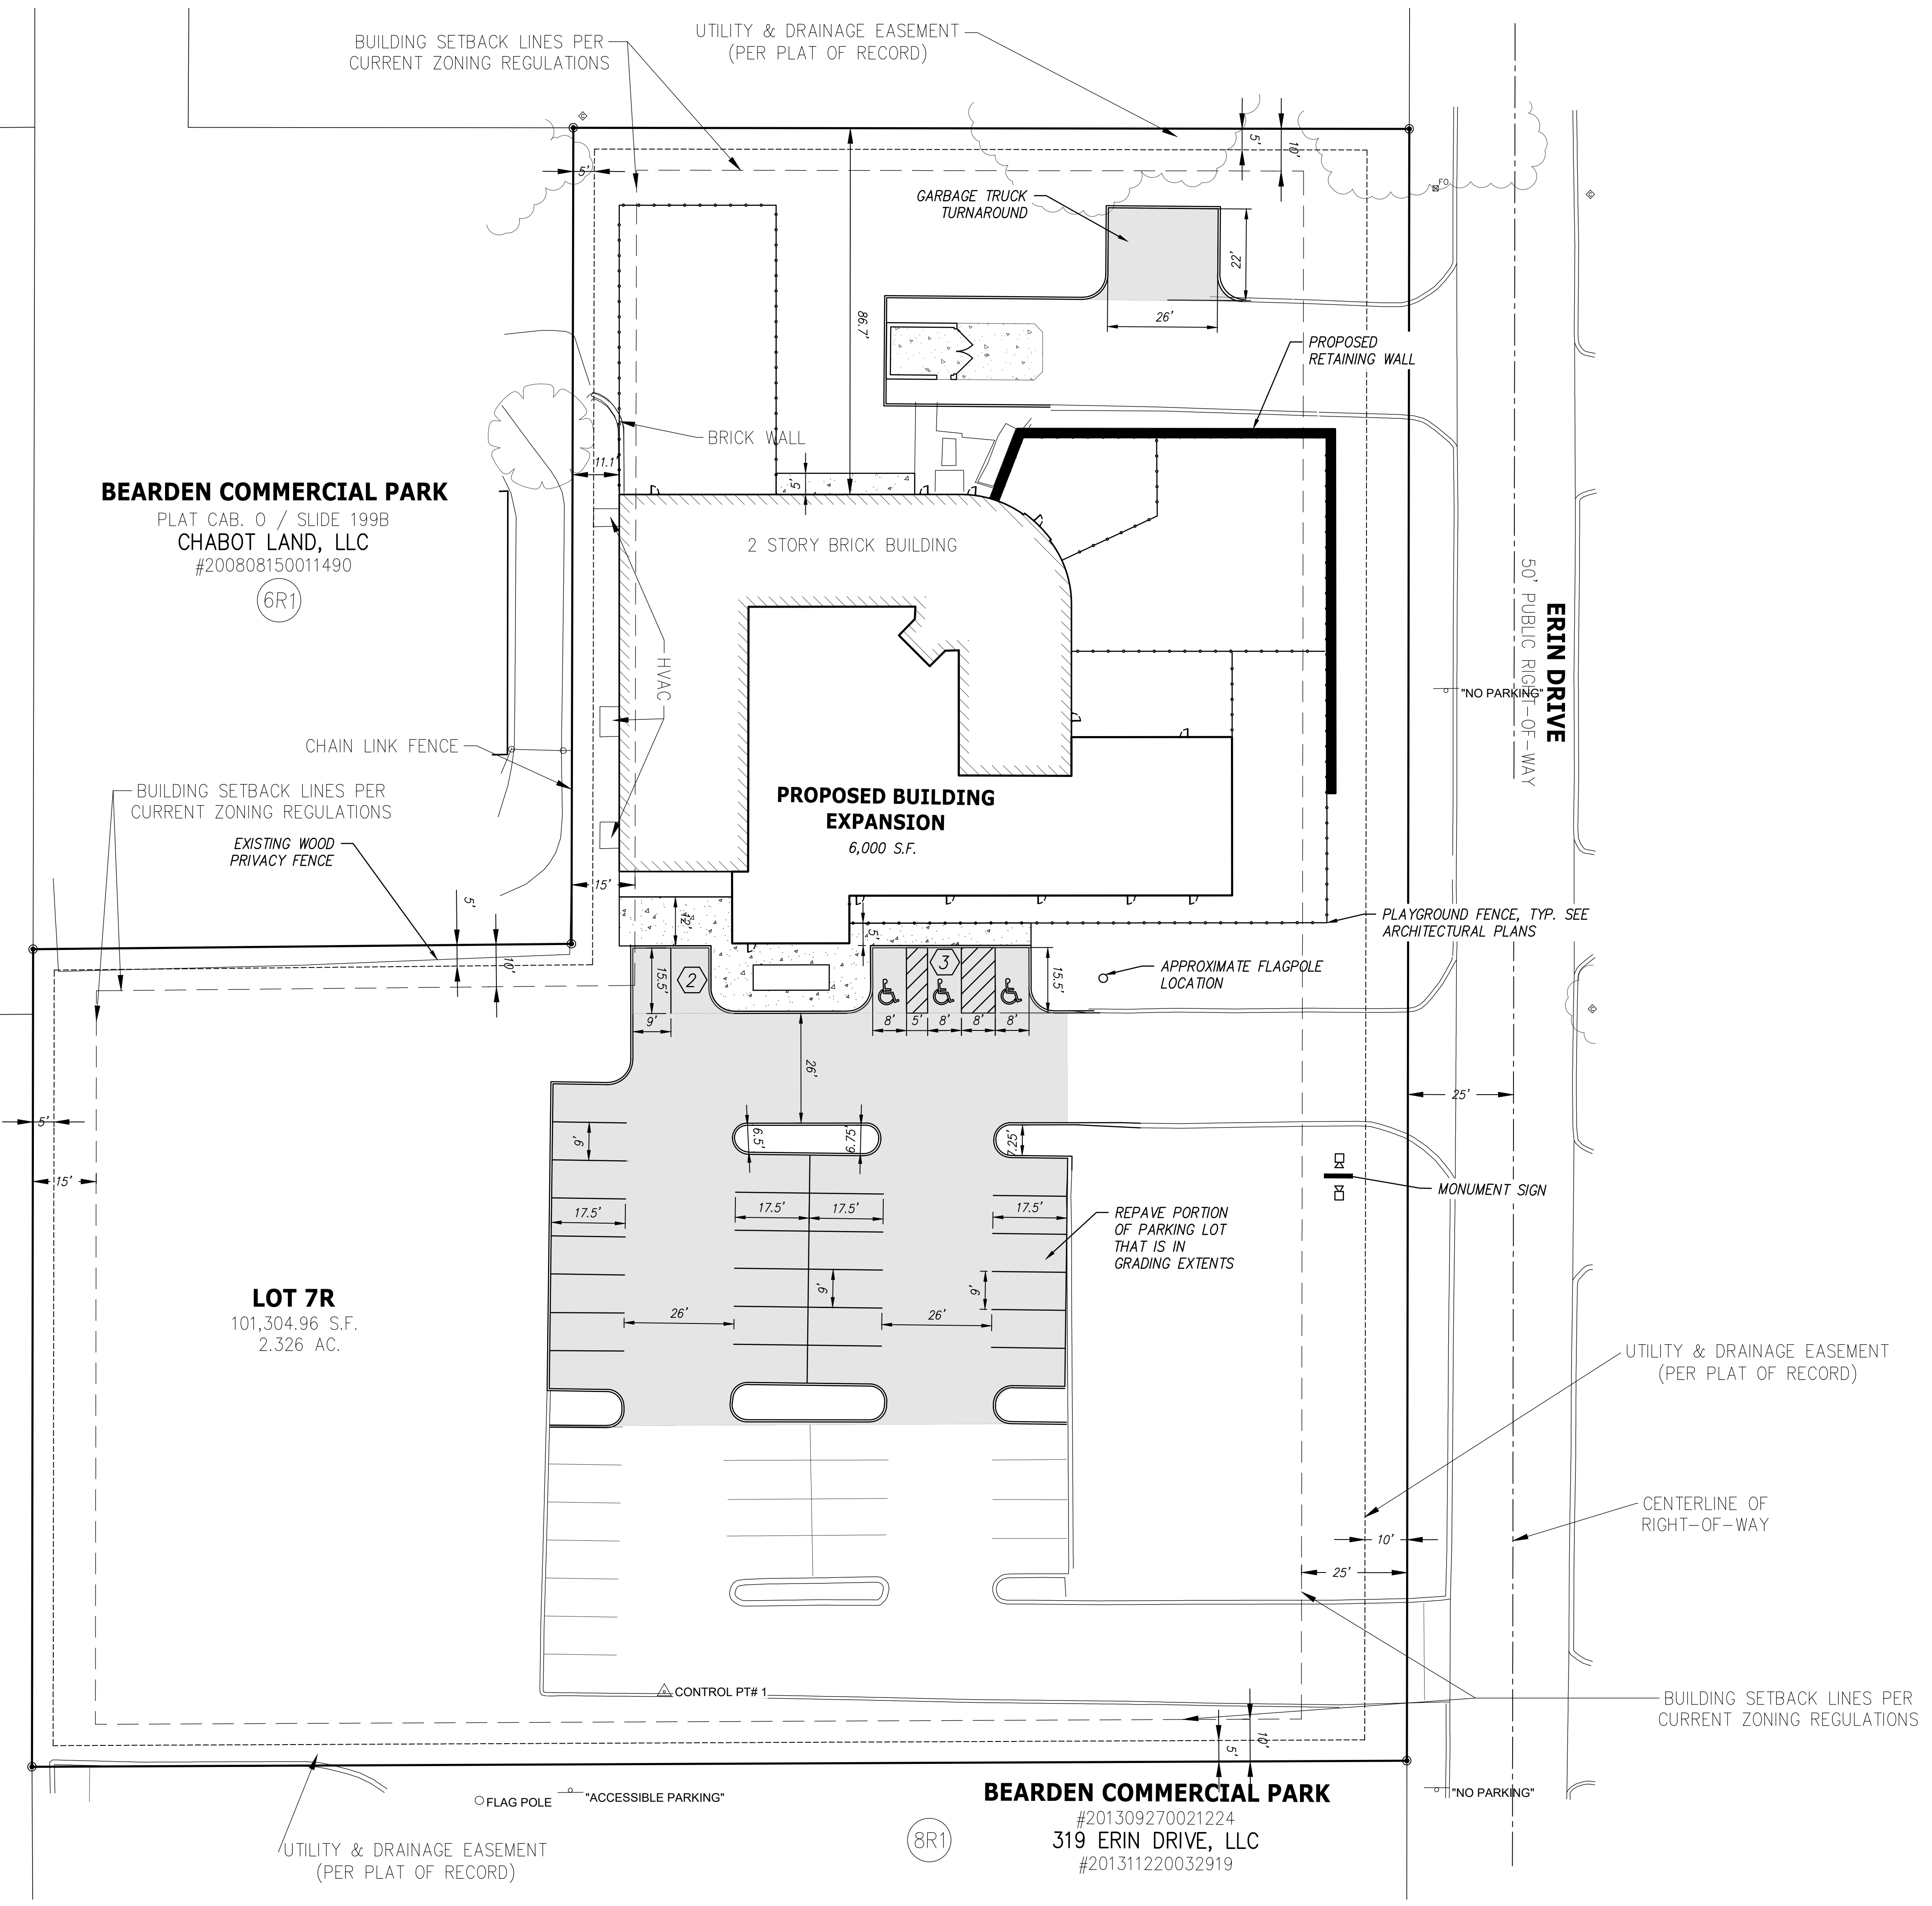 UTILITY & DRAINAGE EASEMENT
(PER PLAT OF RECORD)
BUILDING SETBACK LINES PER
CURRENT ZONING REGULATIONS
5'
10'
5'
FO
GARBAGE TRUCK
TURNAROUND
22'
26'
86.7'
PROPOSED
RETAINING WALL
BRICK WALL
11.1'
5'
BEARDEN COMMERCIAL PARK
PLAT CAB. O / SLIDE 199B
CHABOT LAND, LLC
#200808150011490
6R1
2 STORY BRICK BUILDING
HVAC
50' PUBLIC RIGHT-OF-WAY
ERIN DRIVE
"NO PARKING"
CHAIN LINK FENCE
BUILDING SETBACK LINES PER
CURRENT ZONING REGULATIONS
EXISTING WOOD
PRIVACY FENCE
PROPOSED BUILDING
EXPANSION
6,000 S.F.
15'
5'
10'
12'
5'
PLAYGROUND FENCE, TYP. SEE
ARCHITECTURAL PLANS
APPROXIMATE FLAGPOLE
LOCATION
15.5'
2
3
15.5'
9'
8'
5'
8'
8'
8'
26'
25'
5'
15'
9'
6.5'
6.75'
7.25'
MONUMENT SIGN
17.5'
17.5'
17.5'
17.5'
REPAVE PORTION
OF PARKING LOT
THAT IS IN
GRADING EXTENTS
9'
9'
26'
26'
LOT 7R
101,304.96 S.F.
2.326 AC.
UTILITY & DRAINAGE EASEMENT
(PER PLAT OF RECORD)
CENTERLINE OF
RIGHT-OF-WAY
10'
25'
CONTROL PT# 1
BUILDING SETBACK LINES PER
CURRENT ZONING REGULATIONS
5'
10'
FLAG POLE
"ACCESSIBLE PARKING"
"NO PARKING"
BEARDEN COMMERCIAL PARK
#201309270021224
319 ERIN DRIVE, LLC
#201311220032919
8R1
UTILITY & DRAINAGE EASEMENT
(PER PLAT OF RECORD)